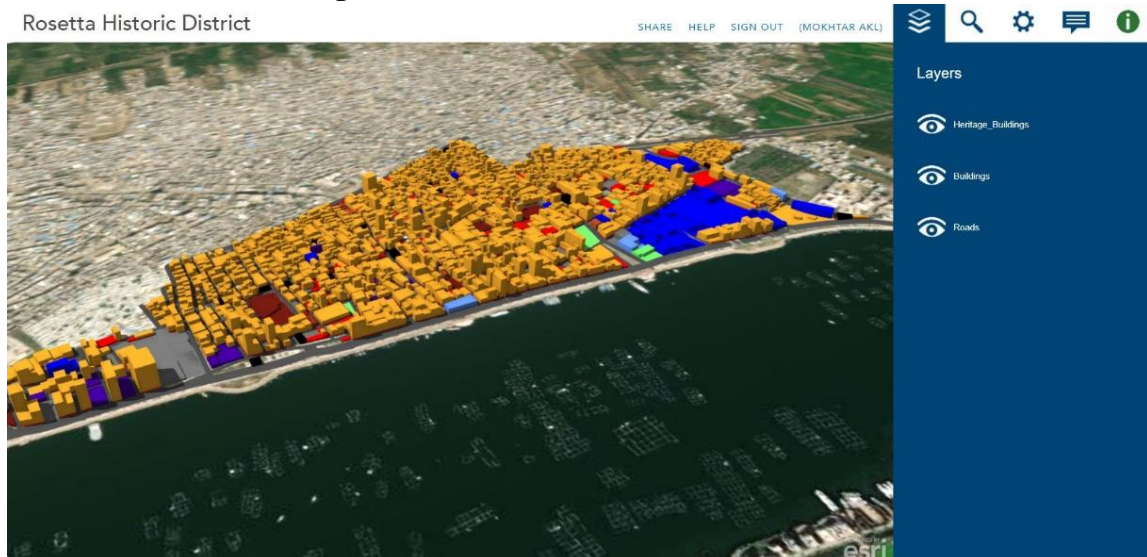 Rosetta Historic District
SHARE HELP SIGN OUT (MOKHTAR AKL)
Layers
Heritage_Buildings
Buildings
Roads
esri